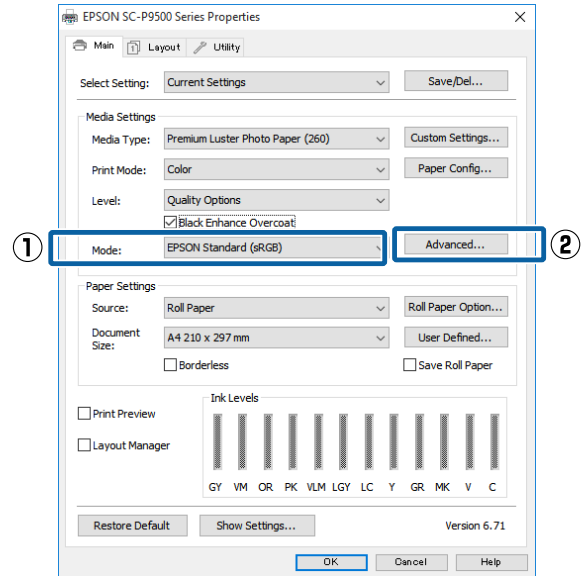 EPSON SC-P9500 Series Properties
Main Layout Utility
Select Setting: Current Settings Save/Del...
Media Settings
Media Type: Premium Luster Photo Paper (260) Custom Settings...
Print Mode: Color Paper Config...
Level: Quality Options
Black Enhance Overcoat
① Mode: EPSON Standard (sRGB) Advanced... ②
Paper Settings
Source: Roll Paper Roll Paper Option...
Document Size: A4 210 x 297 mm User Defined...
Borderless Save Roll Paper
Ink Levels
Print Preview
Layout Manager
GY VM OR PK VLM LGY LC Y GR MK V C
Restore Default Show Settings... Version 6.71
OK Cancel Help